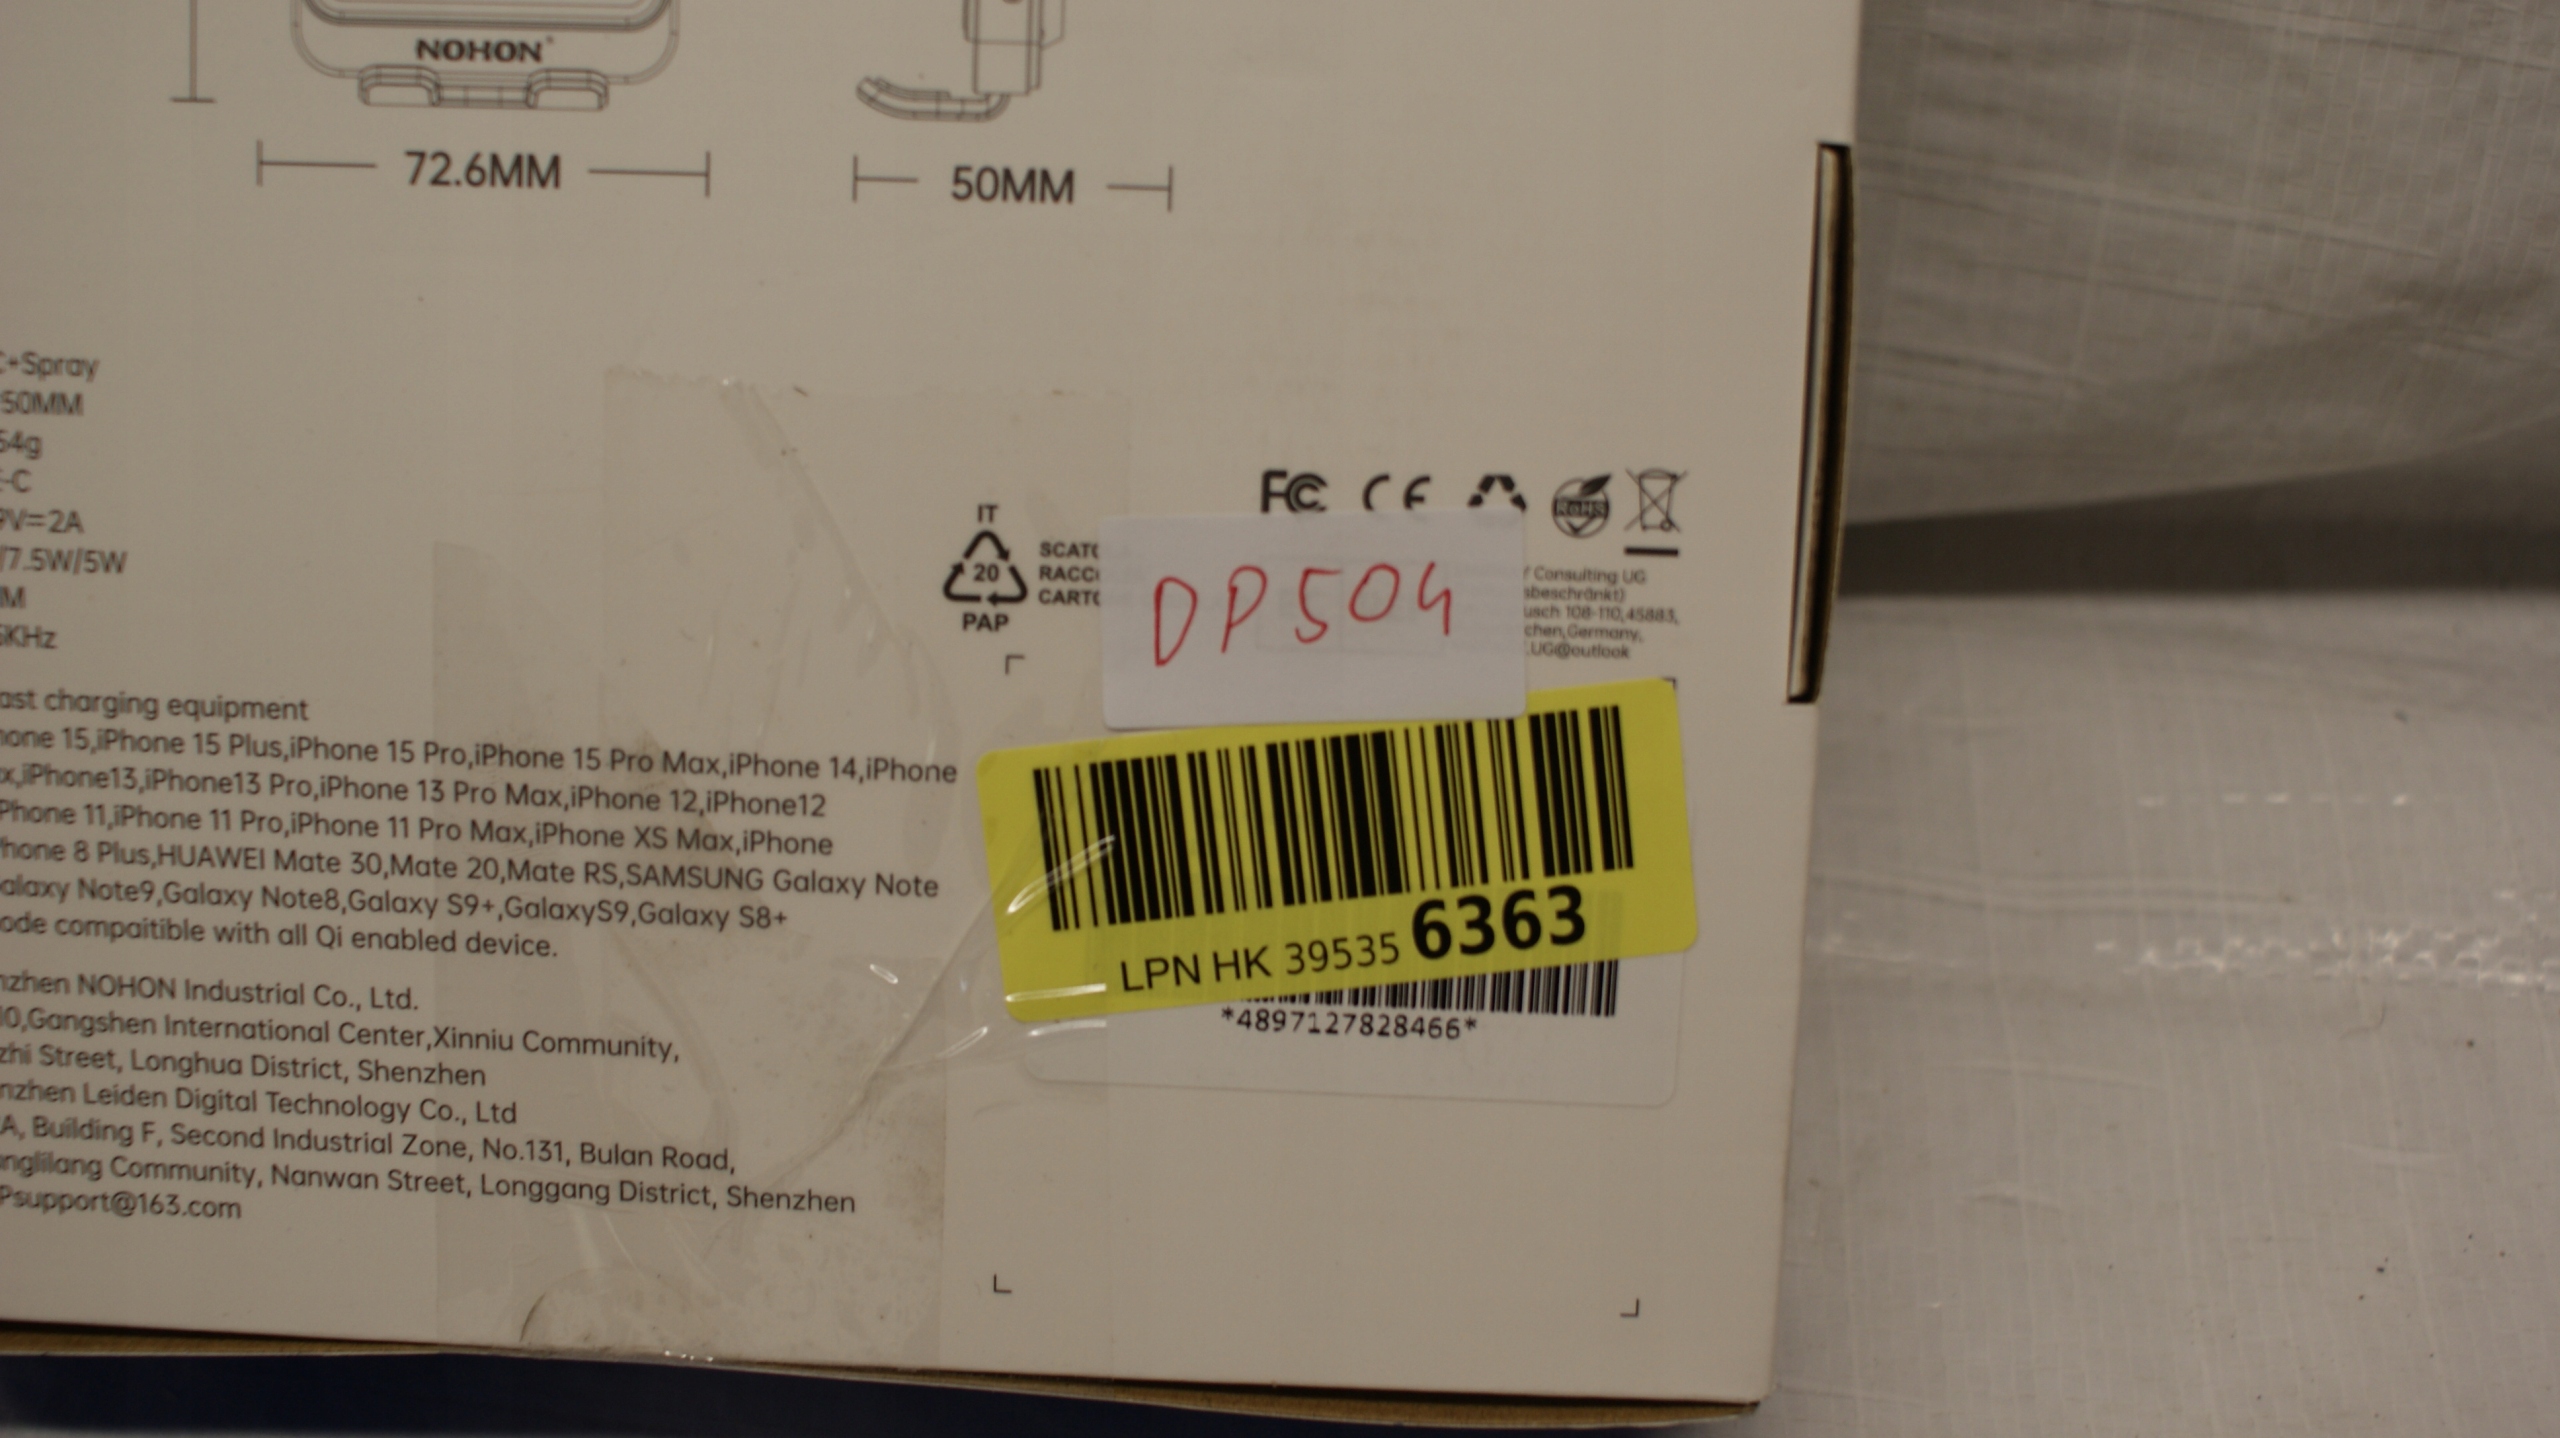 NOHON
72.6MM
50MM
+Spray
50MM
54g
-C
9V=2A
/7.5W/5W
KHz
FC CE RoHS
IT
20
PAP
SCATO
RACC
CARTO
DP504
Consulting UG
sbeschränkt)
usch 108-110,45883,
chen,Germany,
.UG@outlook
ast charging equipment
hone 15,iPhone 15 Plus,iPhone 15 Pro,iPhone 15 Pro Max,iPhone 14,iPhone
x,iPhone13,iPhone13 Pro,iPhone 13 Pro Max,iPhone 12,iPhone12
Phone 11,iPhone 11 Pro,iPhone 11 Pro Max,iPhone XS Max,iPhone
hone 8 Plus,HUAWEI Mate 30,Mate 20,Mate RS,SAMSUNG Galaxy Note
alaxy Note9,Galaxy Note8,Galaxy S9+,GalaxyS9,Galaxy S8+
ode compaitible with all Qi enabled device.
nzhen NOHON Industrial Co., Ltd.
10,Gangshen International Center,Xinniu Community,
zhi Street, Longhua District, Shenzhen
nzhen Leiden Digital Technology Co., Ltd
A, Building F, Second Industrial Zone, No.131, Bulan Road,
nglilang Community, Nanwan Street, Longgang District, Shenzhen
Psupport@163.com
LPN HK 39535 6363
*4897127828466*